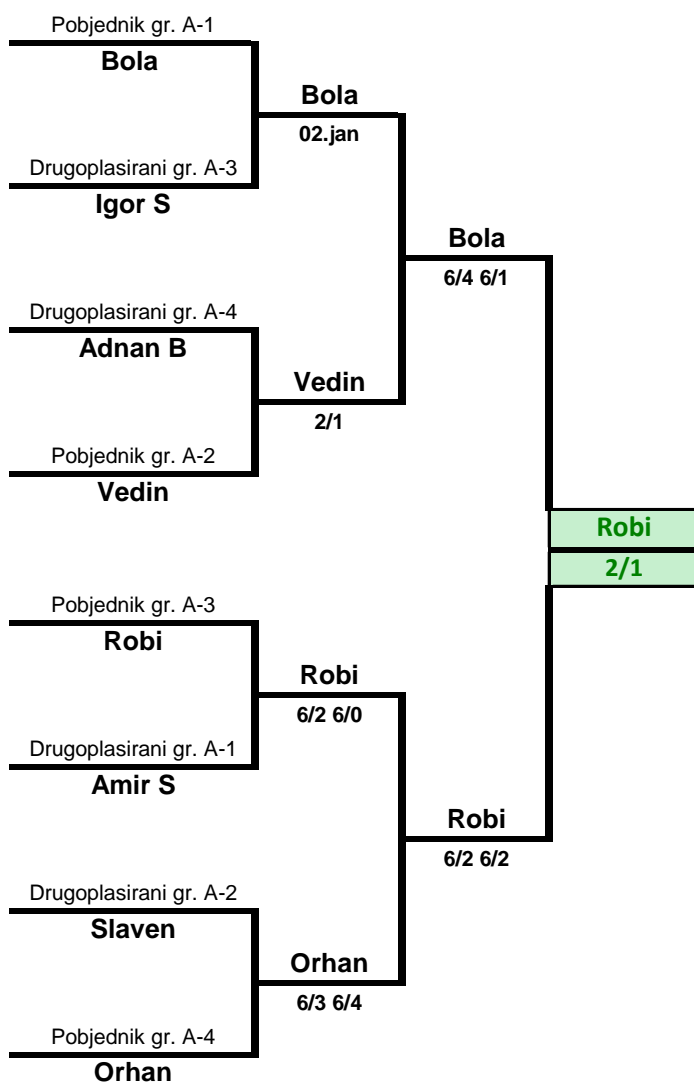 Pobjednik gr. A-1
Bola
Bola
02.jan
Drugoplasirani gr. A-3
Igor S
Bola
6/4 6/1
Drugoplasirani gr. A-4
Adnan B
Vedin
2/1
Pobjednik gr. A-2
Vedin
Robi
2/1
Pobjednik gr. A-3
Robi
Robi
6/2 6/0
Drugoplasirani gr. A-1
Amir S
Robi
6/2 6/2
Drugoplasirani gr. A-2
Slaven
Orhan
6/3 6/4
Pobjednik gr. A-4
Orhan